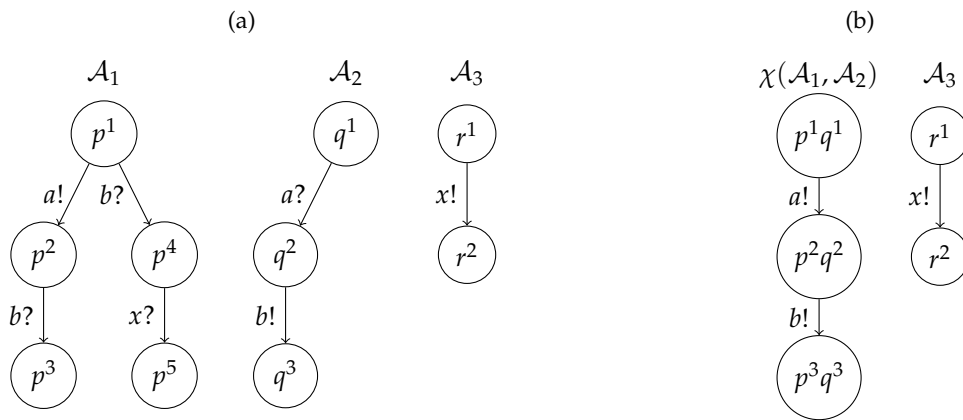 (a) (b)
𝒜₁ 𝒜₂ 𝒜₃ χ(𝒜₁, 𝒜₂) 𝒜₃
p¹ q¹ r¹ p¹q¹ r¹
a! b? a? x! a! x!
p² p⁴ q² r² p²q² r²
b? x? b! b!
p³ p⁵ q³ p³q³